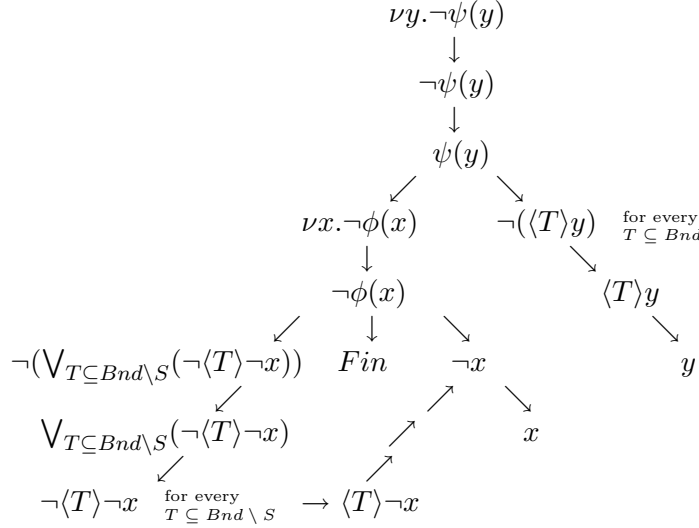 νy.¬ψ(y)
¬ψ(y)
ψ(y)
νx.¬ϕ(x) ¬(⟨T⟩y) for every T ⊆ Bnd
¬ϕ(x) ⟨T⟩y
¬(⋁_{T⊆Bnd\S}(¬⟨T⟩¬x)) Fin ¬x y
⋁_{T⊆Bnd\S}(¬⟨T⟩¬x) x
¬⟨T⟩¬x for every T ⊆ Bnd \ S → ⟨T⟩¬x